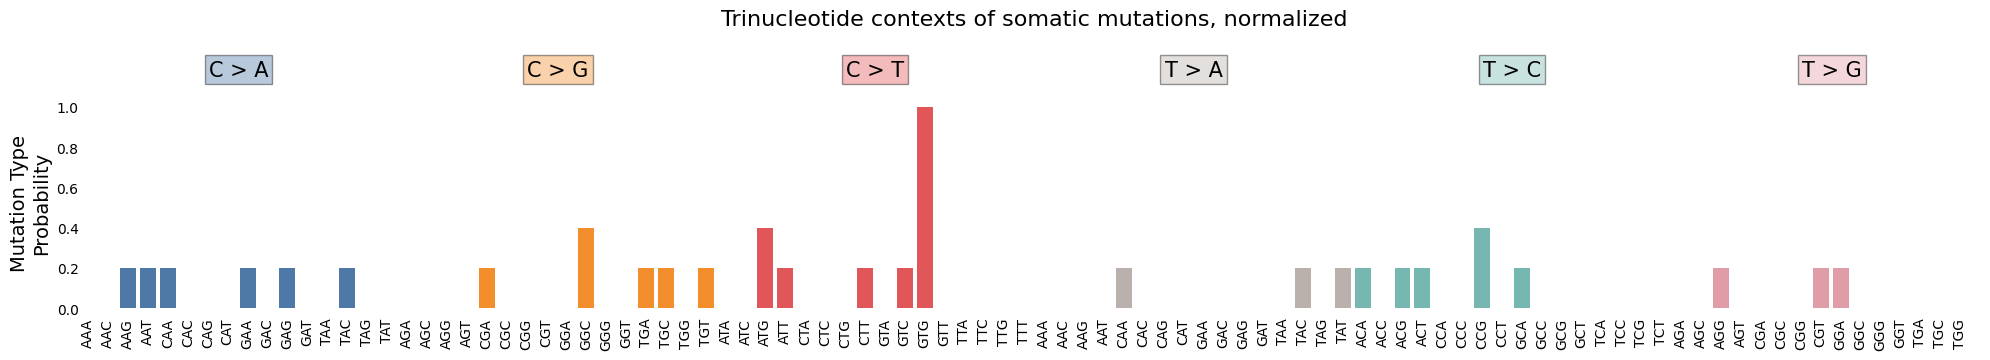 Trinucleotide contexts of somatic mutations, normalized
C > A
C > G
C > T
T > A
T > C
T > G
Mutation Type
Probability
1.0
0.8
0.6
0.4
0.2
0.0
AAA
AAC
AAG
AAT
CAA
CAC
CAG
CAT
GAA
GAC
GAG
GAT
TAA
TAC
TAG
TAT
AGA
AGC
AGG
AGT
CGA
CGC
CGG
CGT
GGA
GGC
GGG
GGT
TGA
TGC
TGG
TGT
ATA
ATC
ATG
ATT
CTA
CTC
CTG
CTT
GTA
GTC
GTG
GTT
TTA
TTC
TTG
TTT
AAA
AAC
AAG
AAT
CAA
CAC
CAG
CAT
GAA
GAC
GAG
GAT
TAA
TAC
TAG
TAT
ACA
ACC
ACG
ACT
CCA
CCC
CCG
CCT
GCA
GCC
GCG
GCT
TCA
TCC
TCG
TCT
AGA
AGC
AGG
AGT
CGA
CGC
CGG
CGT
GGA
GGC
GGG
GGT
TGA
TGC
TGG